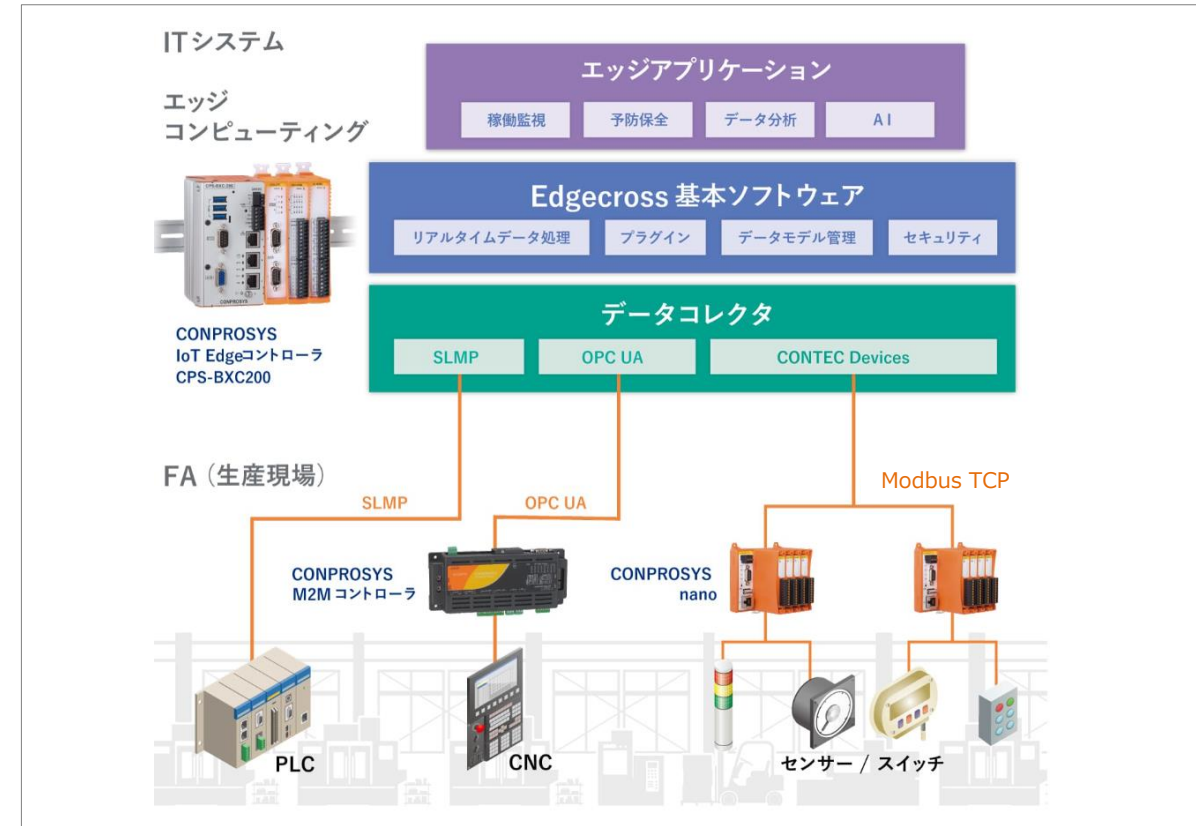 ITシステム
エッジ
コンピューティング
エッジアプリケーション
稼働監視
予防保全
データ分析
AI
Edgecross 基本ソフトウェア
リアルタイムデータ処理
プラグイン
データモデル管理
セキュリティ
CONPROSYS
IoT Edgeコントローラ
CPS-BXC200
データコレクタ
SLMP
OPC UA
CONTEC Devices
FA（生産現場）
SLMP
OPC UA
Modbus TCP
CONPROSYS
M2M コントローラ
CONPROSYS
nano
PLC
CNC
センサー / スイッチ